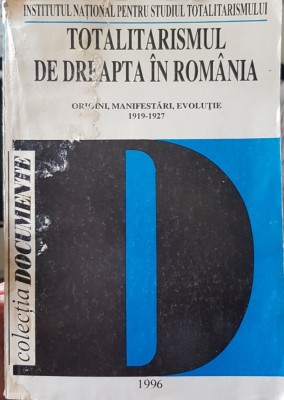 INSTITUTUL NAȚIONAL PENTRU STUDIUL TOTALITARISMULUI
TOTALITARISMUL
DE DREAPTA ÎN ROMÂNIA
ORIGINI, MANIFESTĂRI, EVOLUȚIE
1919-1927
colecția DOCUMENTE
D
1996